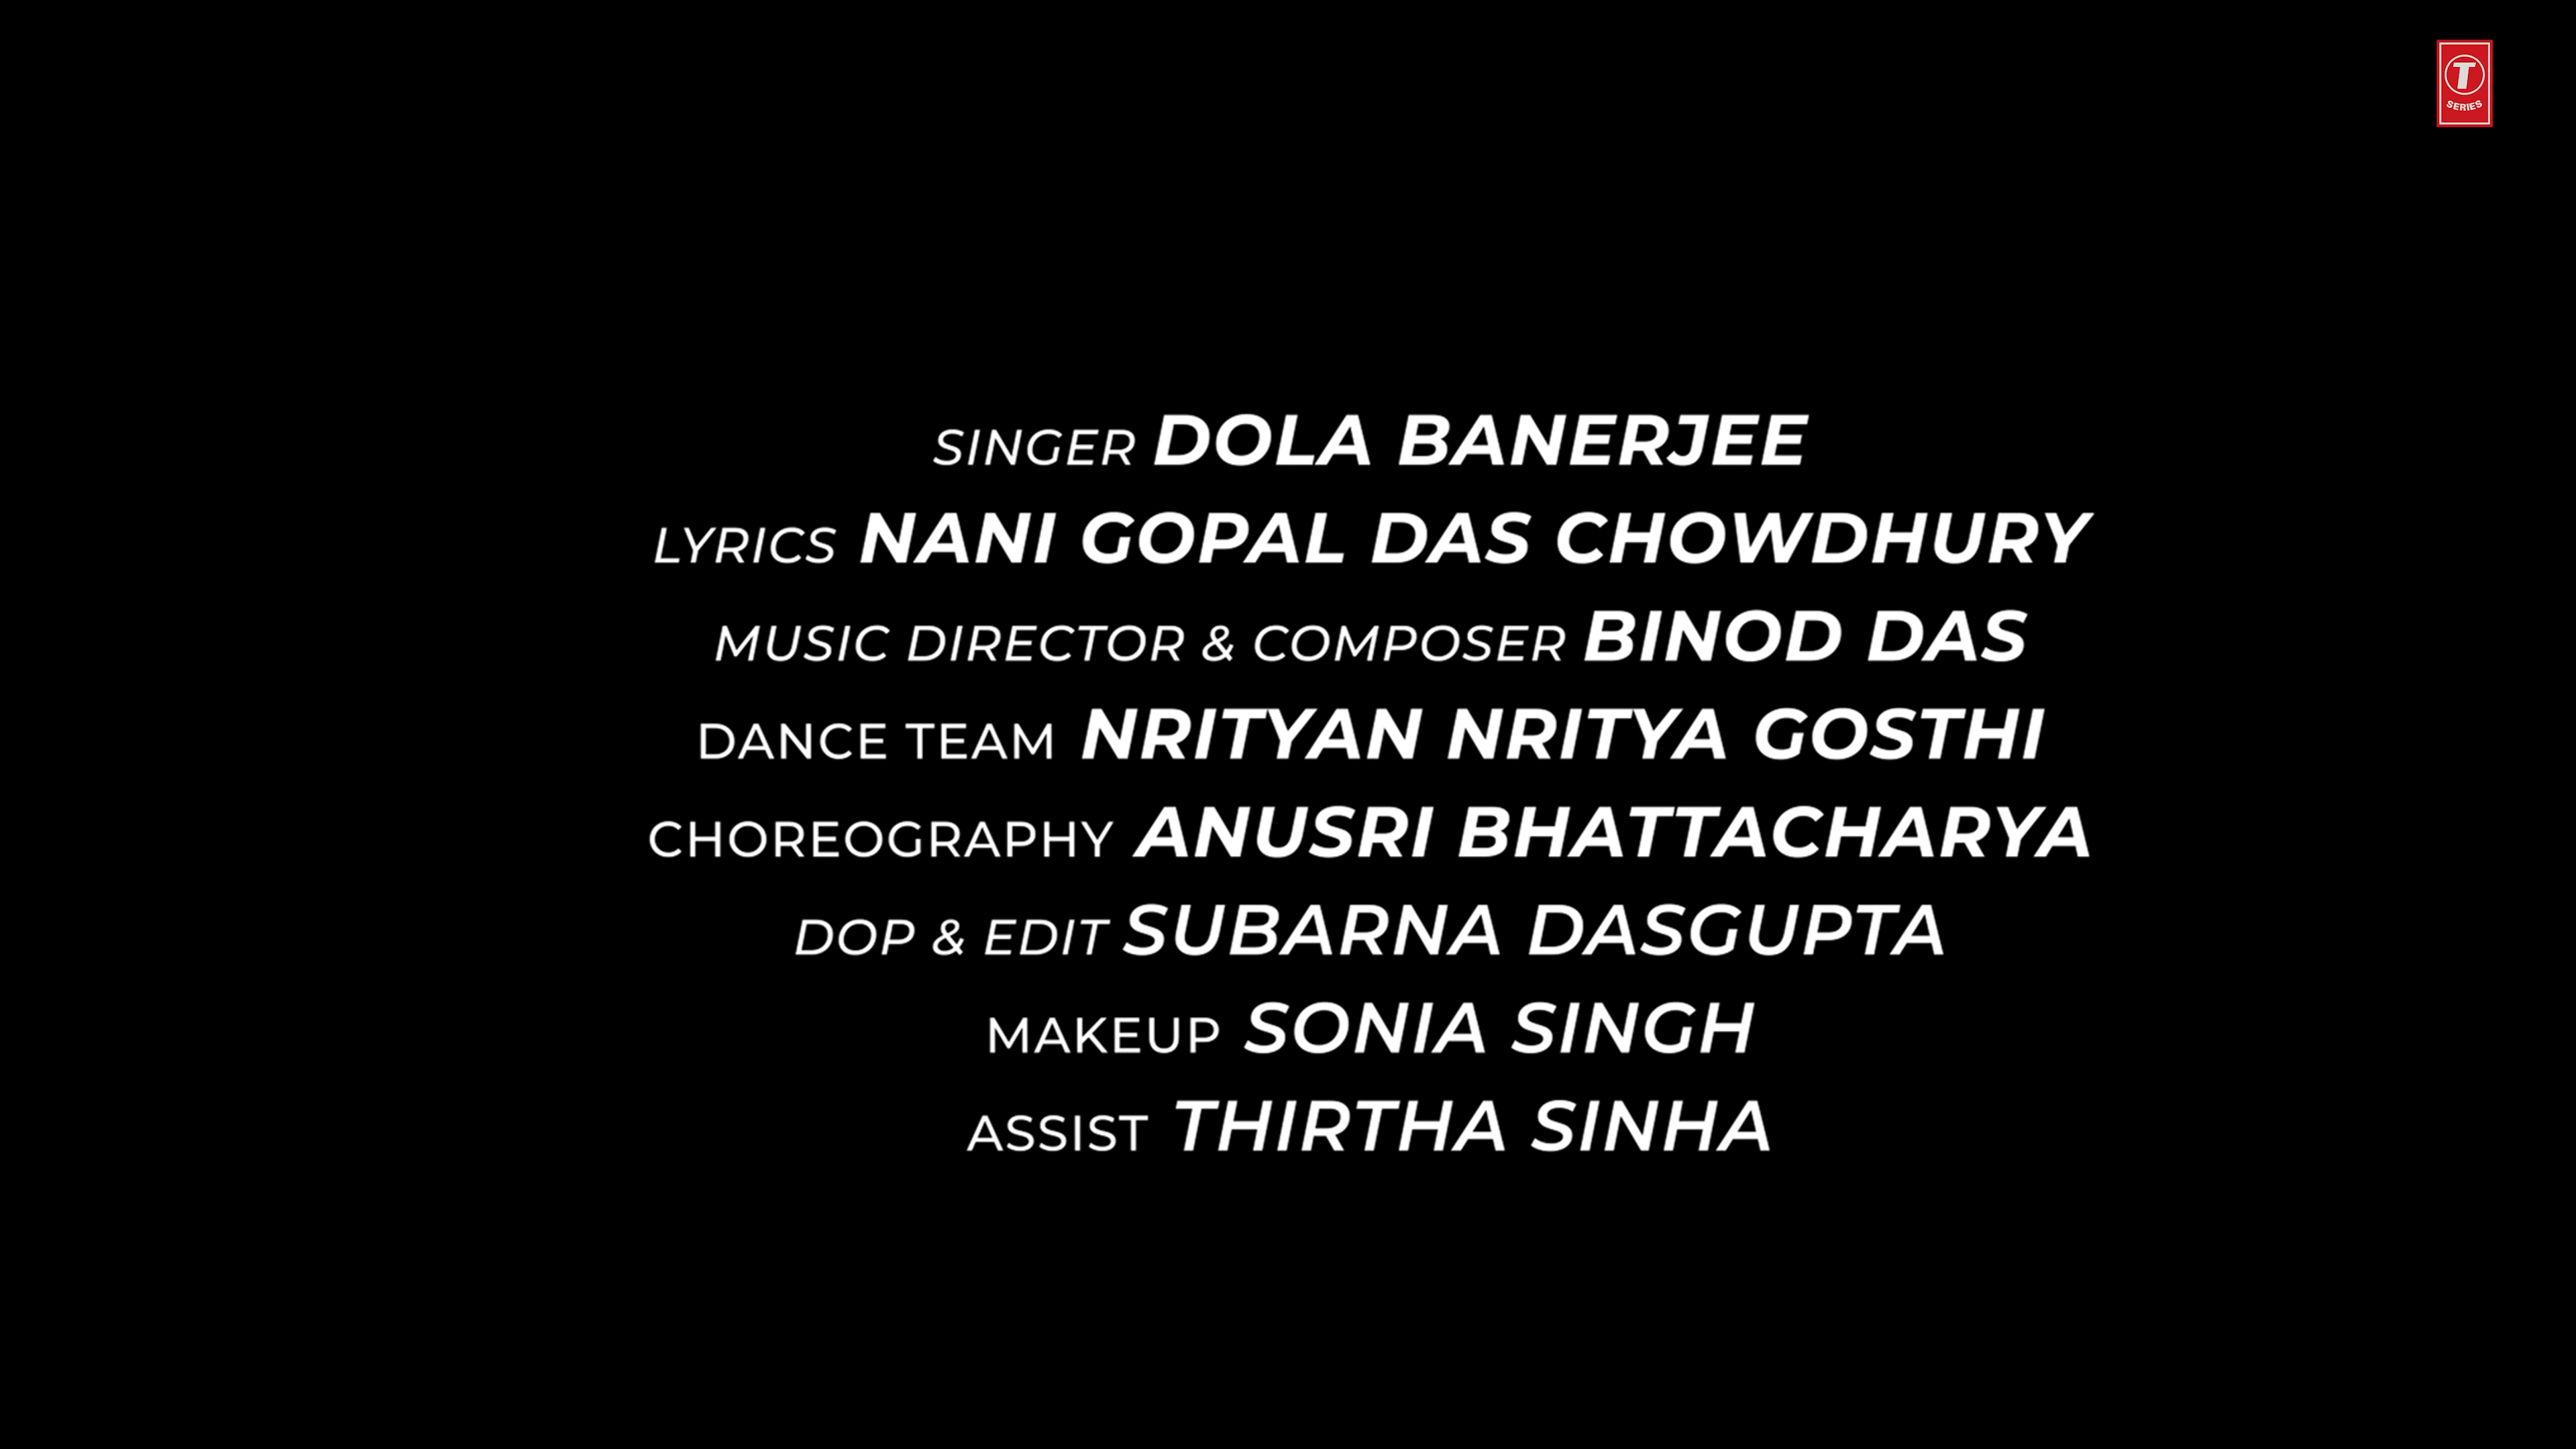 T
SERIES
SINGER DOLA BANERJEE
LYRICS NANI GOPAL DAS CHOWDHURY
MUSIC DIRECTOR & COMPOSER BINOD DAS
DANCE TEAM NRITYAN NRITYA GOSTHI
CHOREOGRAPHY ANUSRI BHATTACHARYA
DOP & EDIT SUBARNA DASGUPTA
MAKEUP SONIA SINGH
ASSIST THIRTHA SINHA